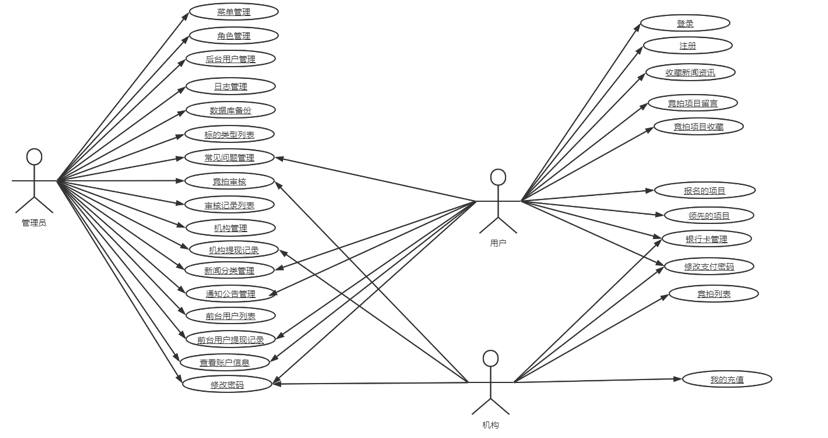 菜单管理
角色管理
后台用户管理
日志管理
数据库备份
标的类型列表
常见问题管理
竞拍审核
审核记录列表
机构管理
机构提现记录
新闻分类管理
通知公告管理
前台用户列表
前台用户提现记录
查看账户信息
修改密码
管理员
登录
注册
收藏新闻资讯
竞拍项目留言
竞拍项目收藏
用户
报名的项目
领先的项目
银行卡管理
修改支付密码
竞拍列表
我的充值
机构